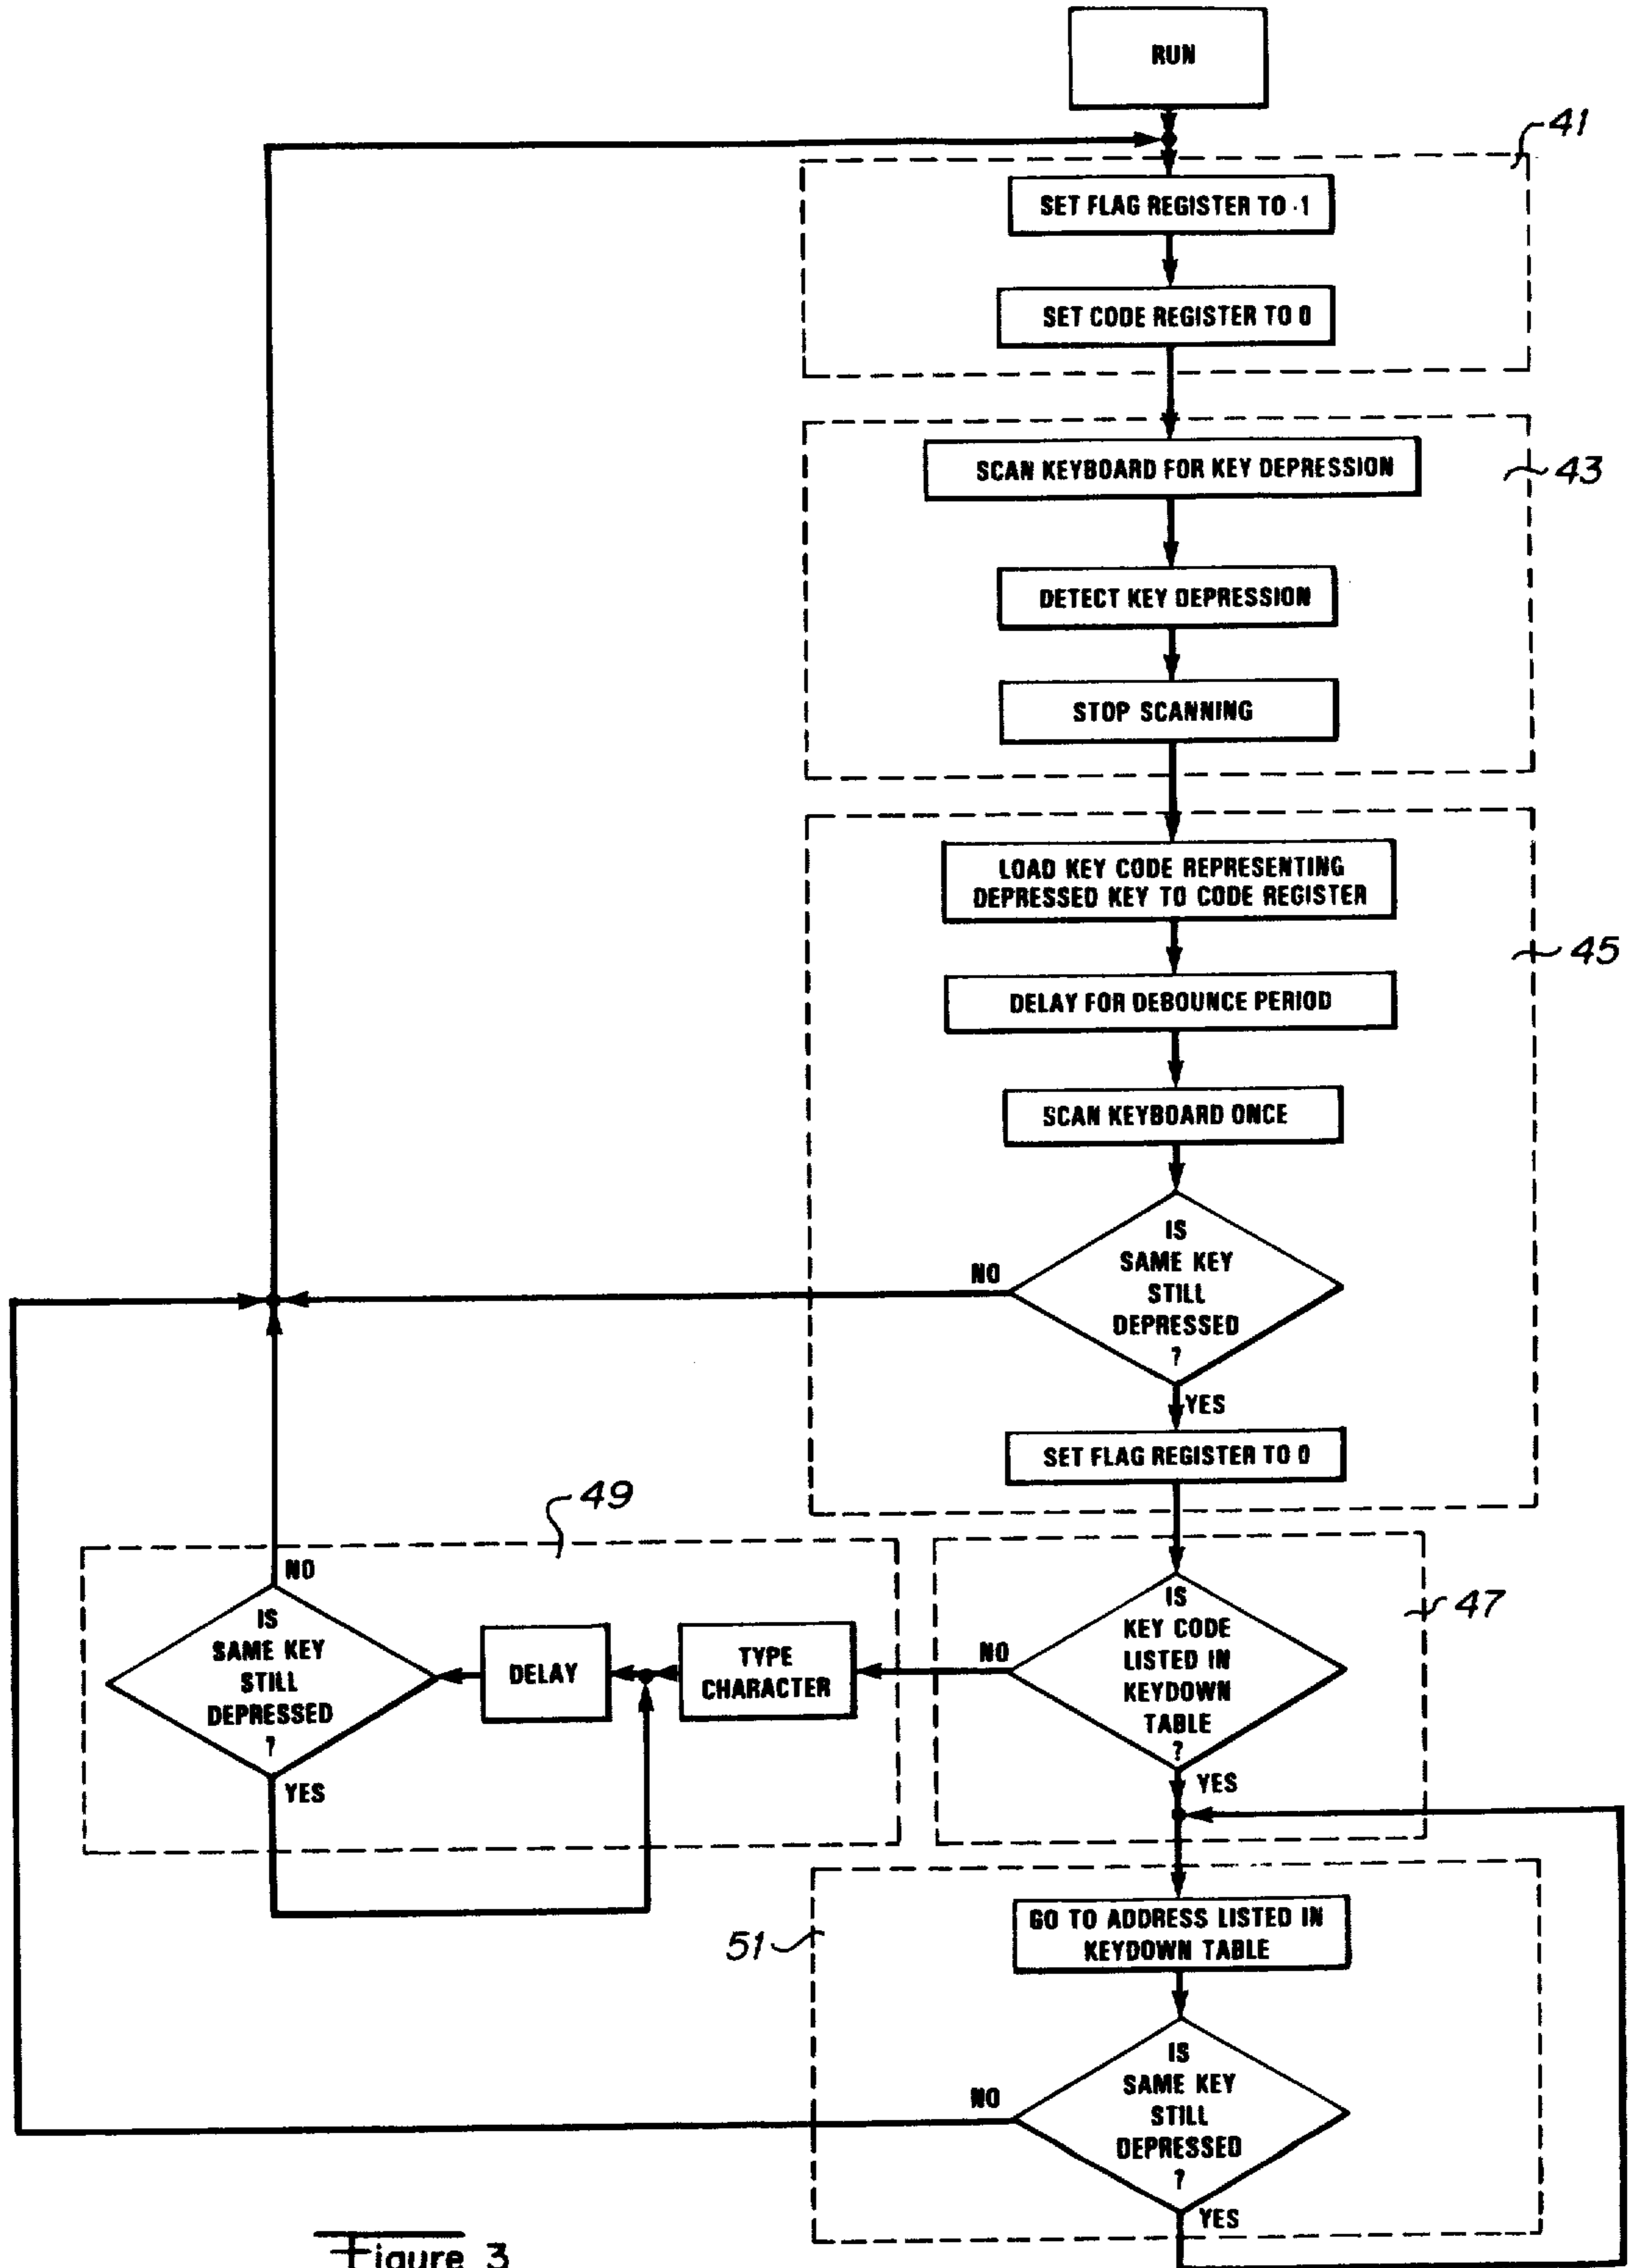 RUN
41
SET FLAG REGISTER TO -1
SET CODE REGISTER TO 0
SCAN KEYBOARD FOR KEY DEPRESSION
43
DETECT KEY DEPRESSION
STOP SCANNING
LOAD KEY CODE REPRESENTING
DEPRESSED KEY TO CODE REGISTER
45
DELAY FOR DEBOUNCE PERIOD
SCAN KEYBOARD ONCE
IS
SAME KEY
STILL
DEPRESSED
?
NO
YES
SET FLAG REGISTER TO 0
49
IS
KEY CODE
LISTED IN
KEYDOWN
TABLE
?
47
NO
YES
TYPE
CHARACTER
DELAY
NO
IS
SAME KEY
STILL
DEPRESSED
?
YES
51
GO TO ADDRESS LISTED IN
KEYDOWN TABLE
NO
IS
SAME KEY
STILL
DEPRESSED
?
YES
Figure 3